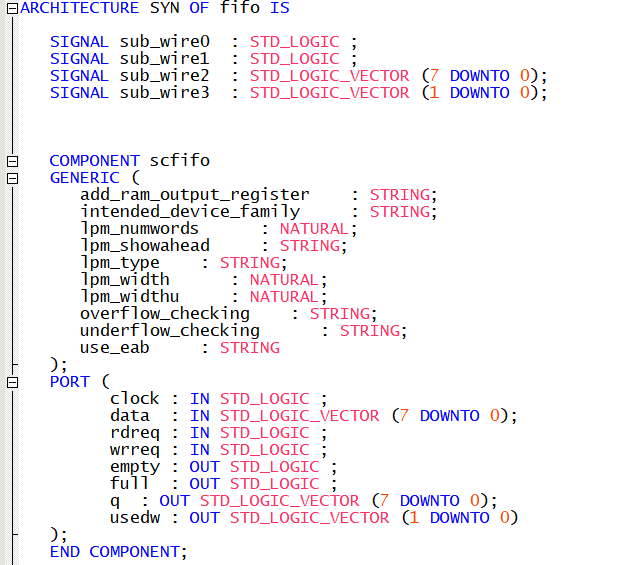 ARCHITECTURE SYN OF fifo IS
SIGNAL sub_wire0 : STD_LOGIC ;
SIGNAL sub_wire1 : STD_LOGIC ;
SIGNAL sub_wire2 : STD_LOGIC_VECTOR (7 DOWNTO 0);
SIGNAL sub_wire3 : STD_LOGIC_VECTOR (1 DOWNTO 0);
COMPONENT scfifo
GENERIC (
add_ram_output_register : STRING;
intended_device_family : STRING;
lpm_numwords : NATURAL;
lpm_showahead : STRING;
lpm_type : STRING;
lpm_width : NATURAL;
lpm_widthu : NATURAL;
overflow_checking : STRING;
underflow_checking : STRING;
use_eab : STRING
);
PORT (
clock : IN STD_LOGIC ;
data : IN STD_LOGIC_VECTOR (7 DOWNTO 0);
rdreq : IN STD_LOGIC ;
wrreq : IN STD_LOGIC ;
empty : OUT STD_LOGIC ;
full : OUT STD_LOGIC ;
q : OUT STD_LOGIC_VECTOR (7 DOWNTO 0);
usedw : OUT STD_LOGIC_VECTOR (1 DOWNTO 0)
);
END COMPONENT;